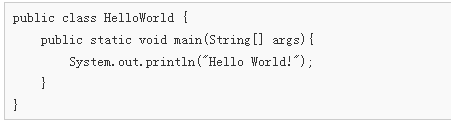 public class HelloWorld {
    public static void main(String[] args){
        System.out.println("Hello World!");
    }
}